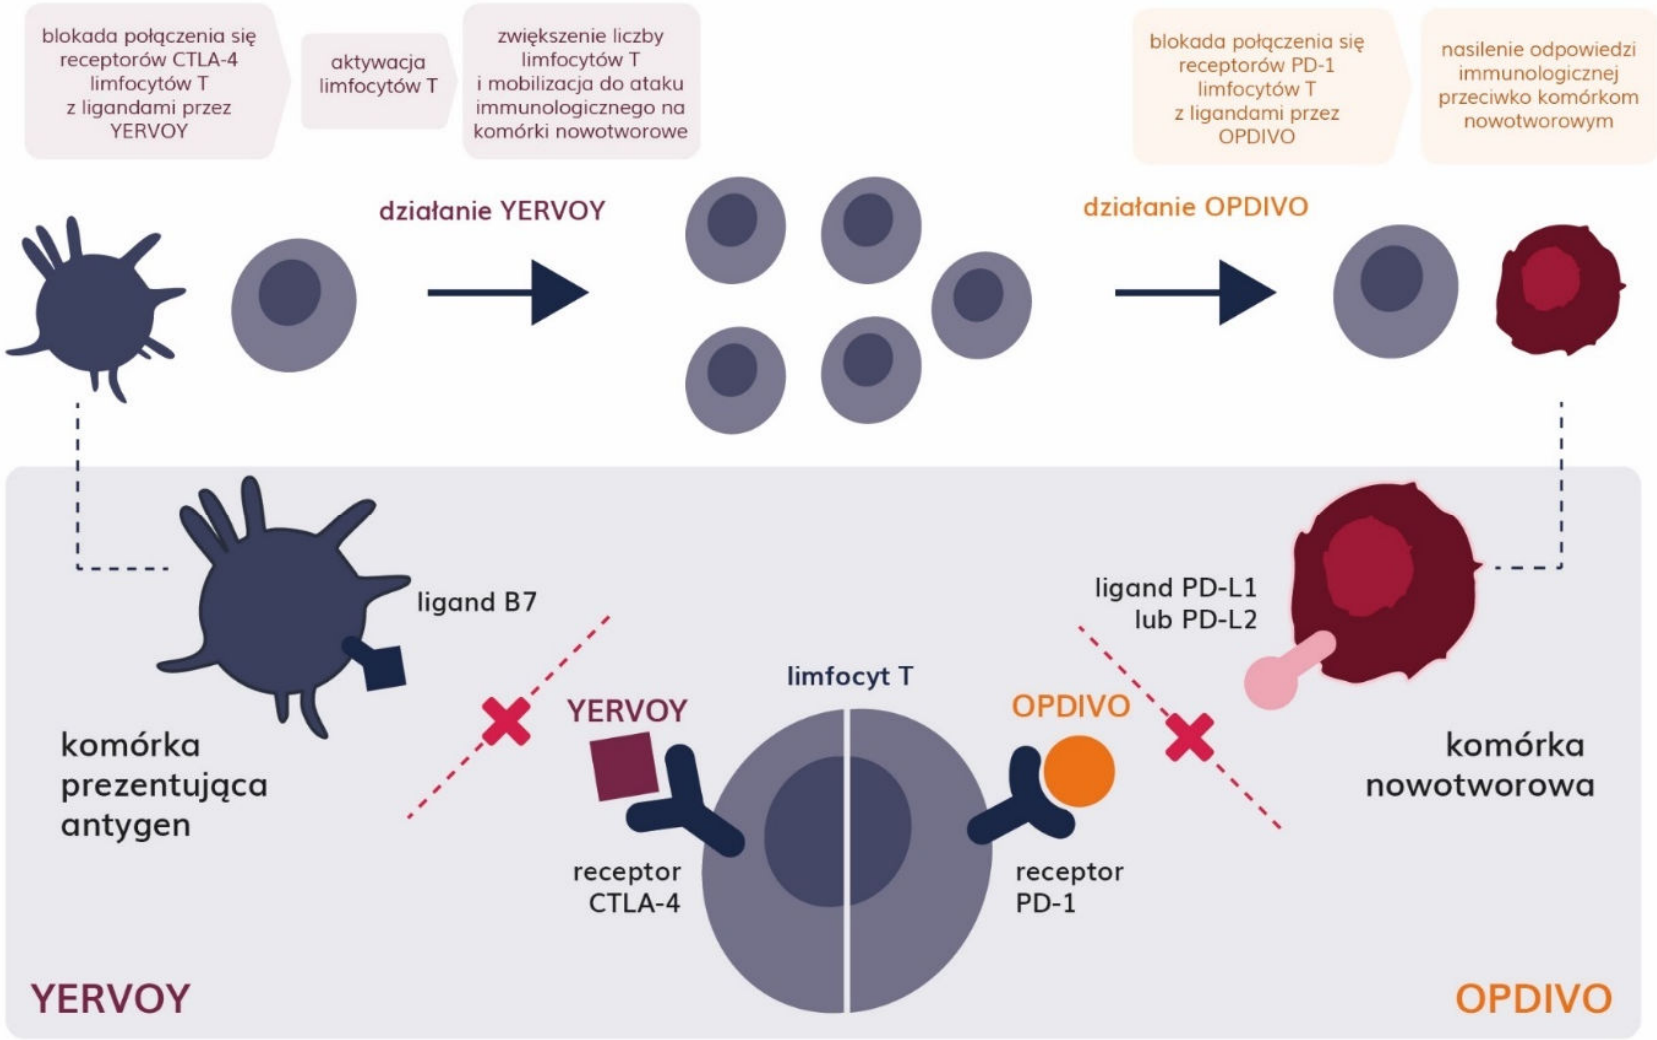 blokada połączenia się
receptorów CTLA-4
limfocytów T
z ligandami przez
YERVOY
aktywacja
limfocytów T
zwiększenie liczby
limfocytów T
i mobilizacja do ataku
immunologicznego na
komórki nowotworowe
blokada połączenia się
receptorów PD-1
limfocytów T
z ligandami przez
OPDIVO
nasilenie odpowiedzi
immunologicznej
przeciwko komórkom
nowotworowym
działanie YERVOY
działanie OPDIVO
ligand B7
komórka
prezentująca
antygen
YERVOY
receptor
CTLA-4
limfocyt T
OPDIVO
receptor
PD-1
ligand PD-L1
lub PD-L2
komórka
nowotworowa
YERVOY
OPDIVO